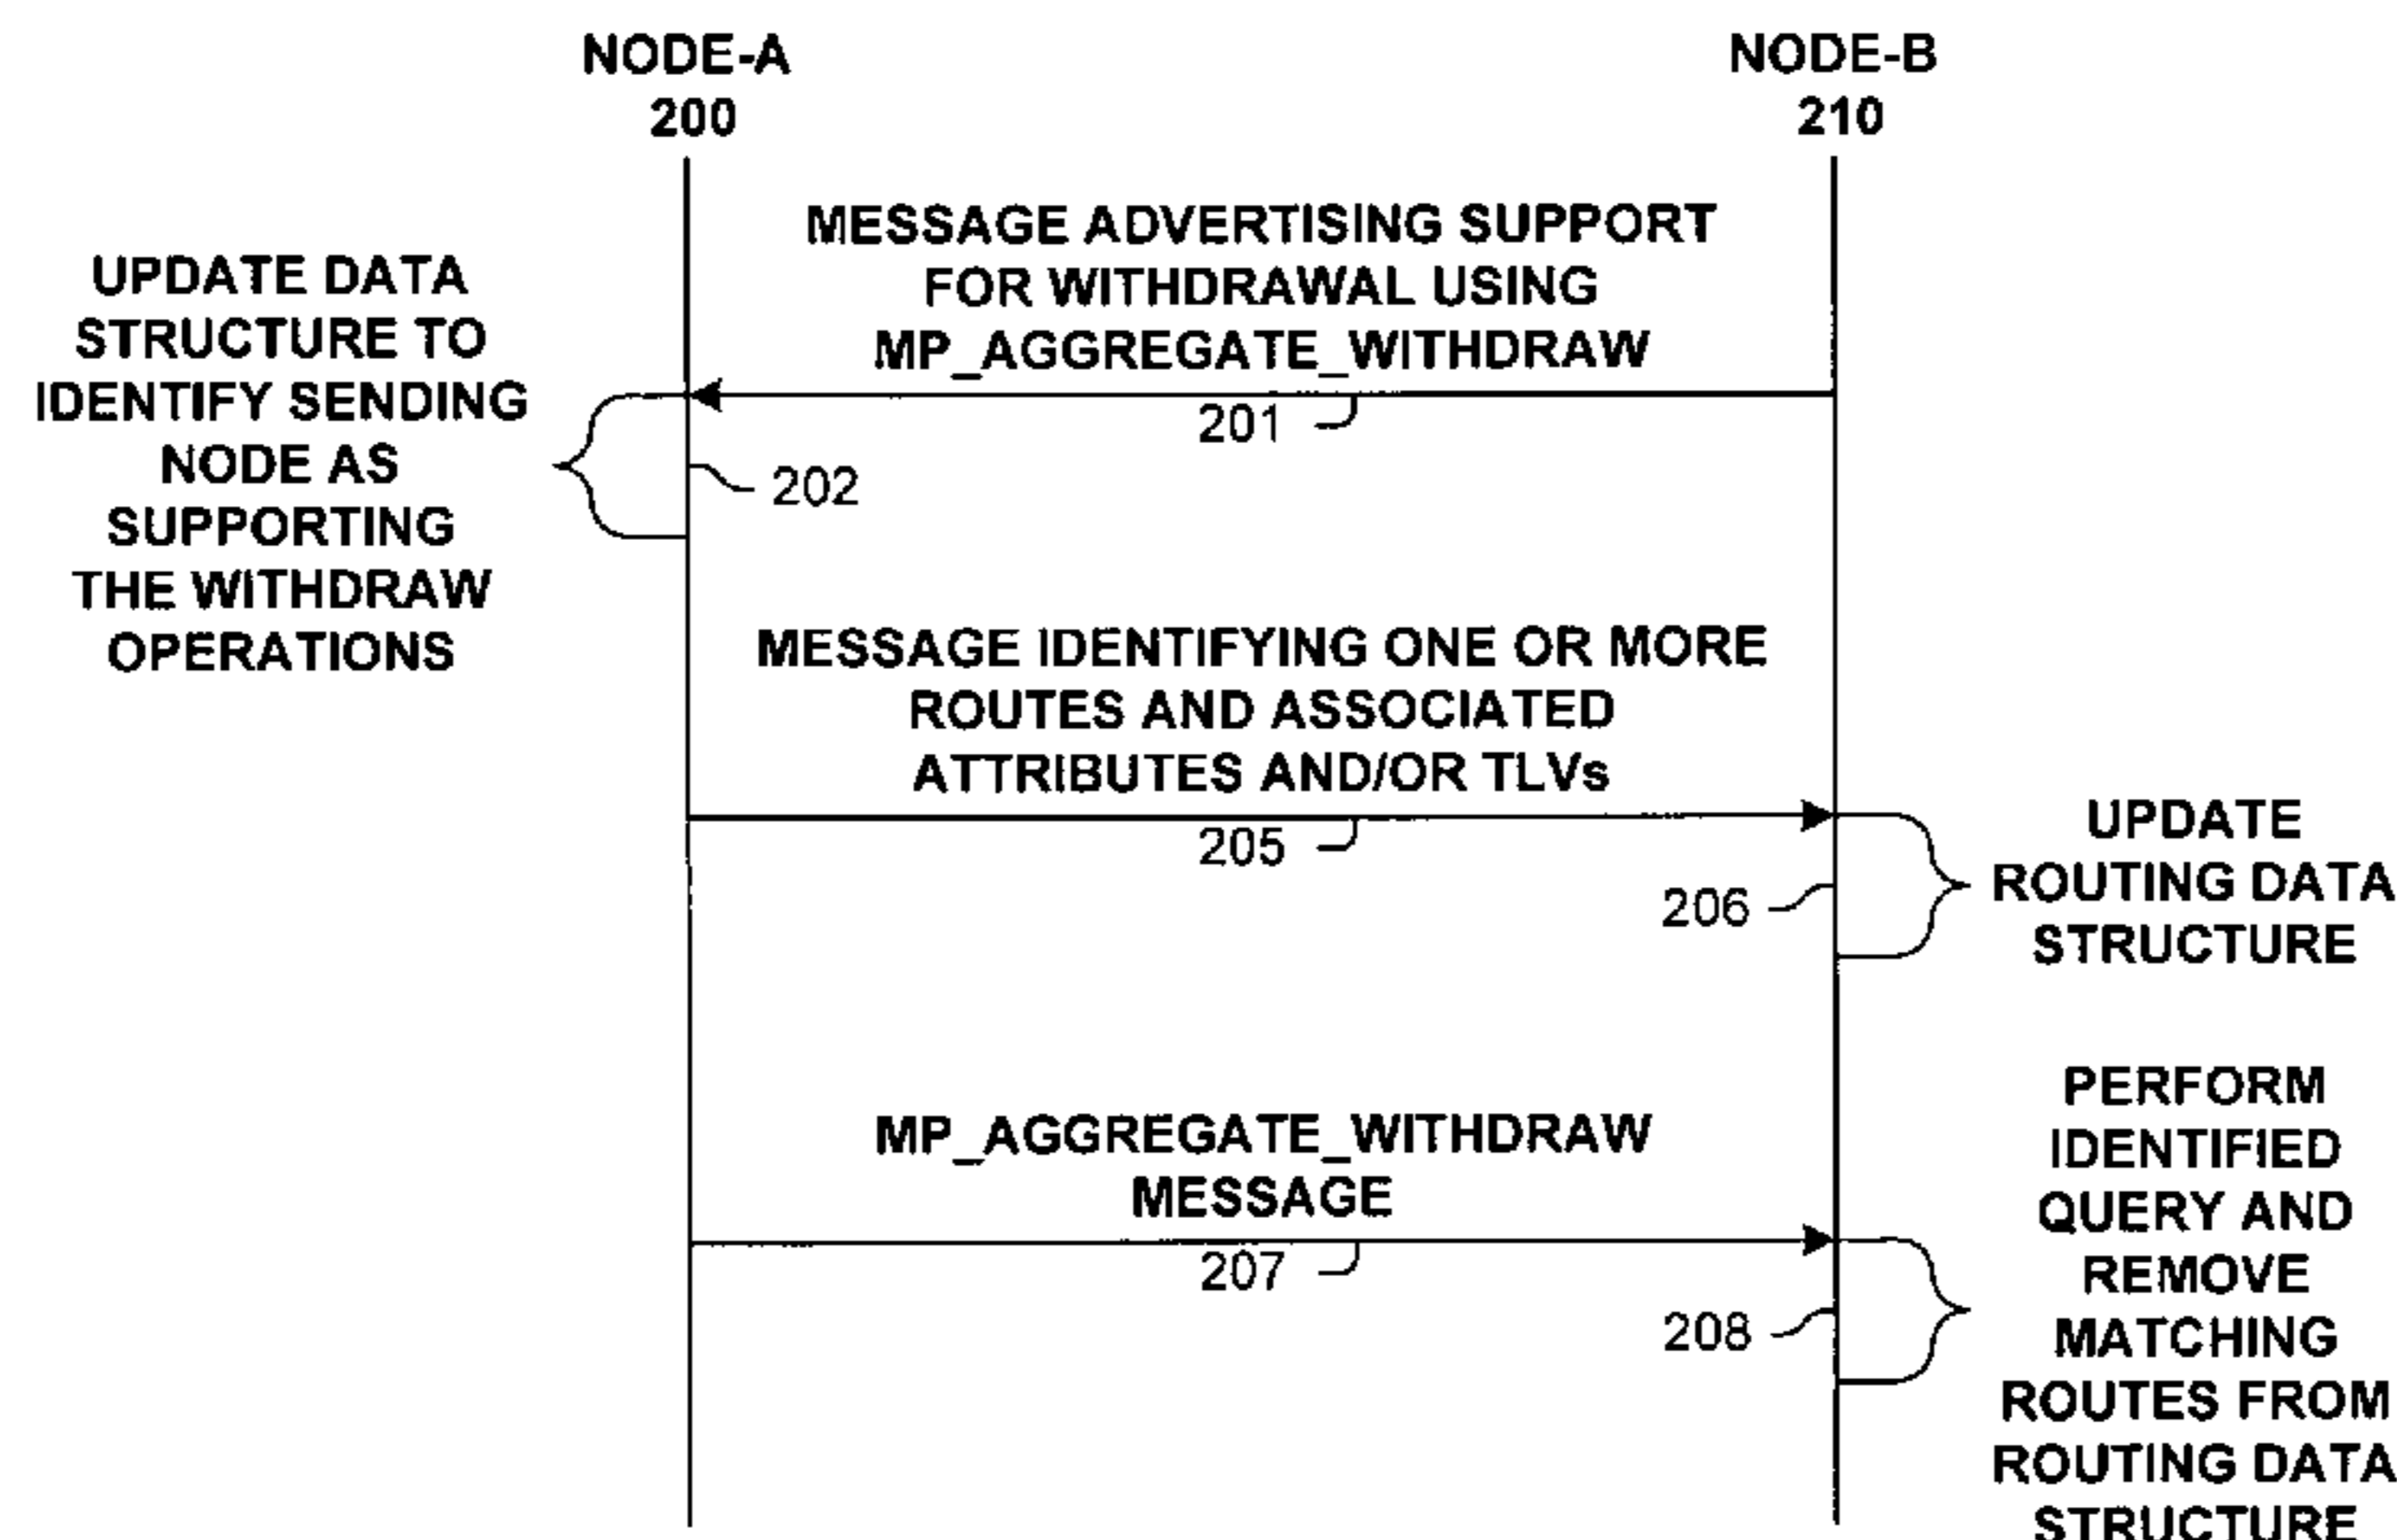 NODE-A
200
NODE-B
210
MESSAGE ADVERTISING SUPPORT
FOR WITHDRAWAL USING
MP_AGGREGATE_WITHDRAW
201
UPDATE DATA
STRUCTURE TO
IDENTIFY SENDING
NODE AS
SUPPORTING
THE WITHDRAW
OPERATIONS
202
MESSAGE IDENTIFYING ONE OR MORE
ROUTES AND ASSOCIATED
ATTRIBUTES AND/OR TLVs
205
206
UPDATE
ROUTING DATA
STRUCTURE
MP_AGGREGATE_WITHDRAW
MESSAGE
207
208
PERFORM
IDENTIFIED
QUERY AND
REMOVE
MATCHING
ROUTES FROM
ROUTING DATA
STRUCTURE